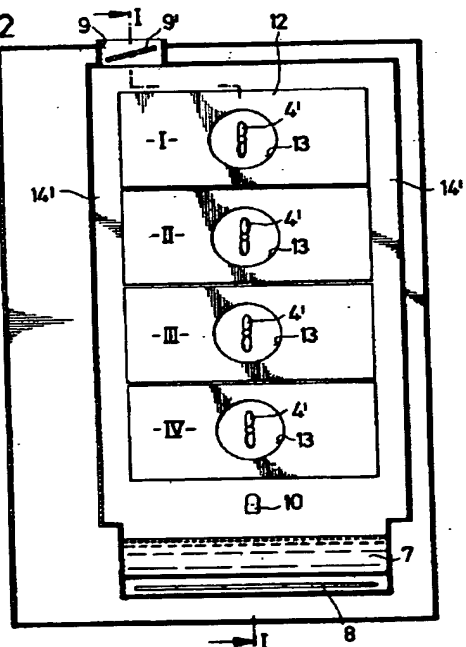 2
9 9' I 12
-I- 4' 13
14' 14'
-II- 4' 13
-III- 4' 13
-IV- 4' 13
10
7
I 8